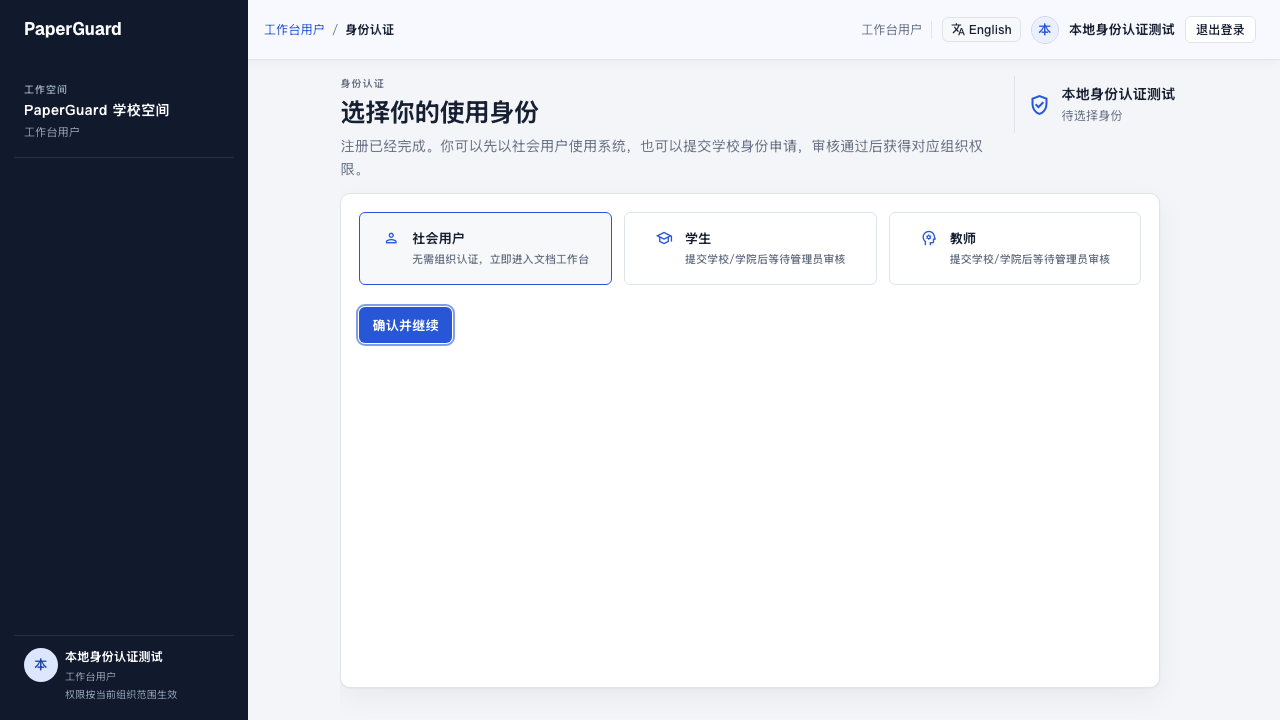 PaperGuard
工作空间
PaperGuard 学校空间
工作台用户
工作台用户 / 身份认证
工作台用户
English
本
本地身份认证测试
退出登录
身份认证
选择你的使用身份
注册已经完成。你可以先以社会用户使用系统，也可以提交学校身份申请，审核通过后获得对应组织权
限。
本地身份认证测试
待选择身份
社会用户
无需组织认证，立即进入文档工作台
学生
提交学校/学院后等待管理员审核
教师
提交学校/学院后等待管理员审核
确认并继续
本
本地身份认证测试
工作台用户
权限按当前组织范围生效